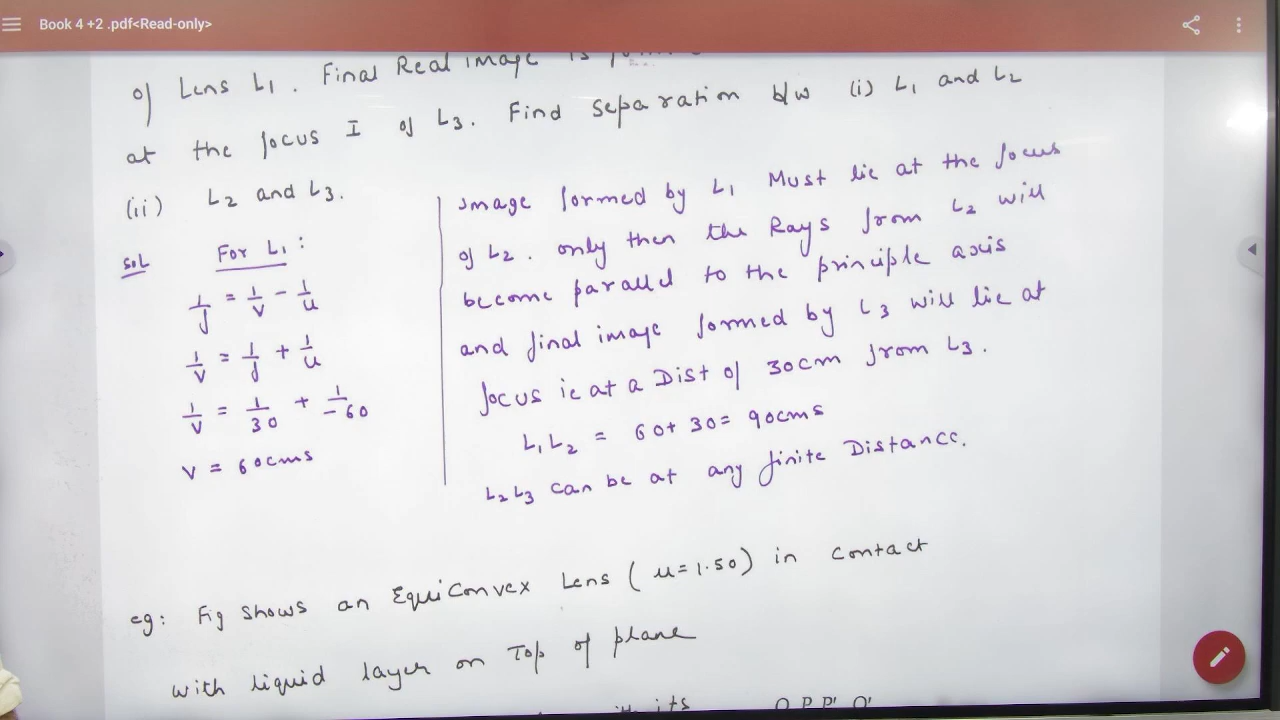 Book 4 +2 .pdf<Read-only>
of Lens L1. Final Real image is
at the focus I of L3. Find separation b/w (i) L1 and L2
(ii) L2 and L3.
Sol
For L1 :
1/f = 1/v - 1/u
1/v = 1/f + 1/u
1/v = 1/30 + 1/-60
v = 60cms
Image formed by L1 Must lie at the focus
of L2. only then the Rays from L2 will
become parallel to the principle axis
and final image formed by L3 will lie at
focus ie at a Dist of 30cm from L3.
L1L2 = 60+30= 90cms
L2L3 can be at any finite Distance.
eg: Fig shows an EquiConvex Lens (u=1.50) in contact
with liquid layer on Top of plane
its O P P' O'